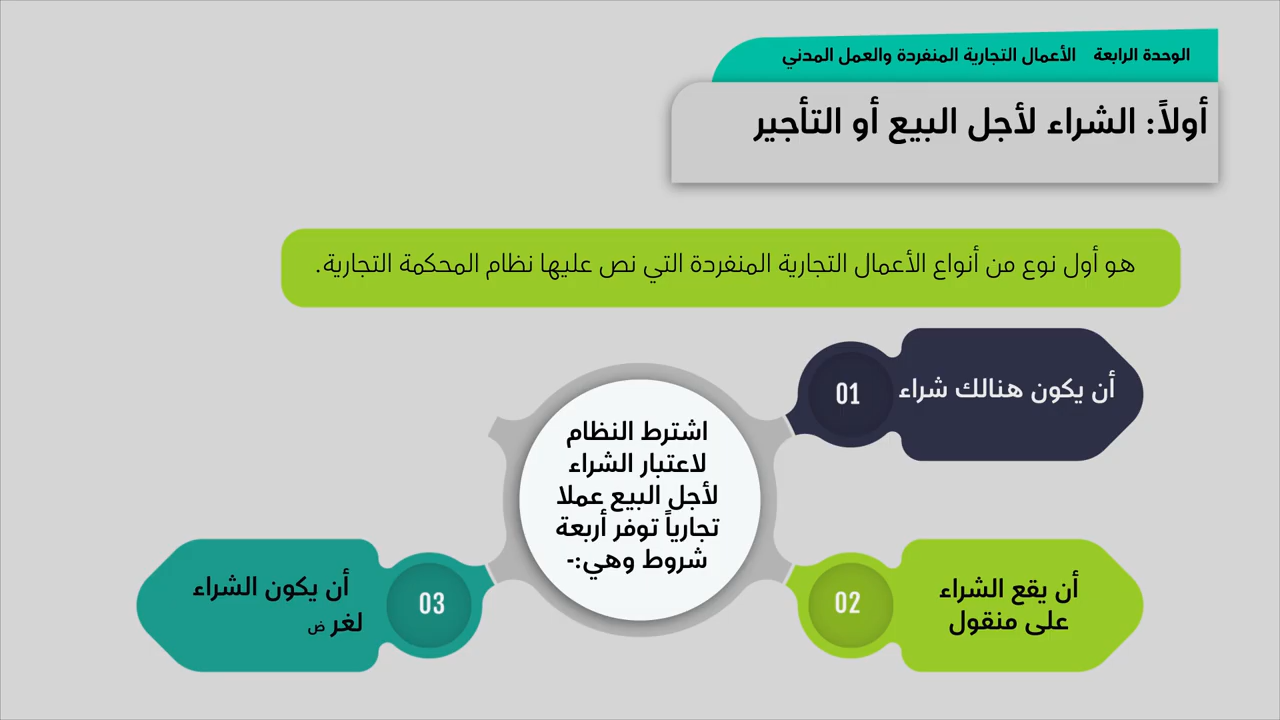 الوحدة الرابعة الأعمال التجارية المنفردة والعمل المدني
أولاً: الشراء لأجل البيع أو التأجير
هو أول نوع من أنواع الأعمال التجارية المنفردة التي نص عليها نظام المحكمة التجارية.
اشترط النظام
لاعتبار الشراء
لأجل البيع عملا
تجارياً توفر أربعة
شروط وهي:-
01
أن يكون هنالك شراء
02
أن يقع الشراء
على منقول
03
أن يكون الشراء
لغر ض